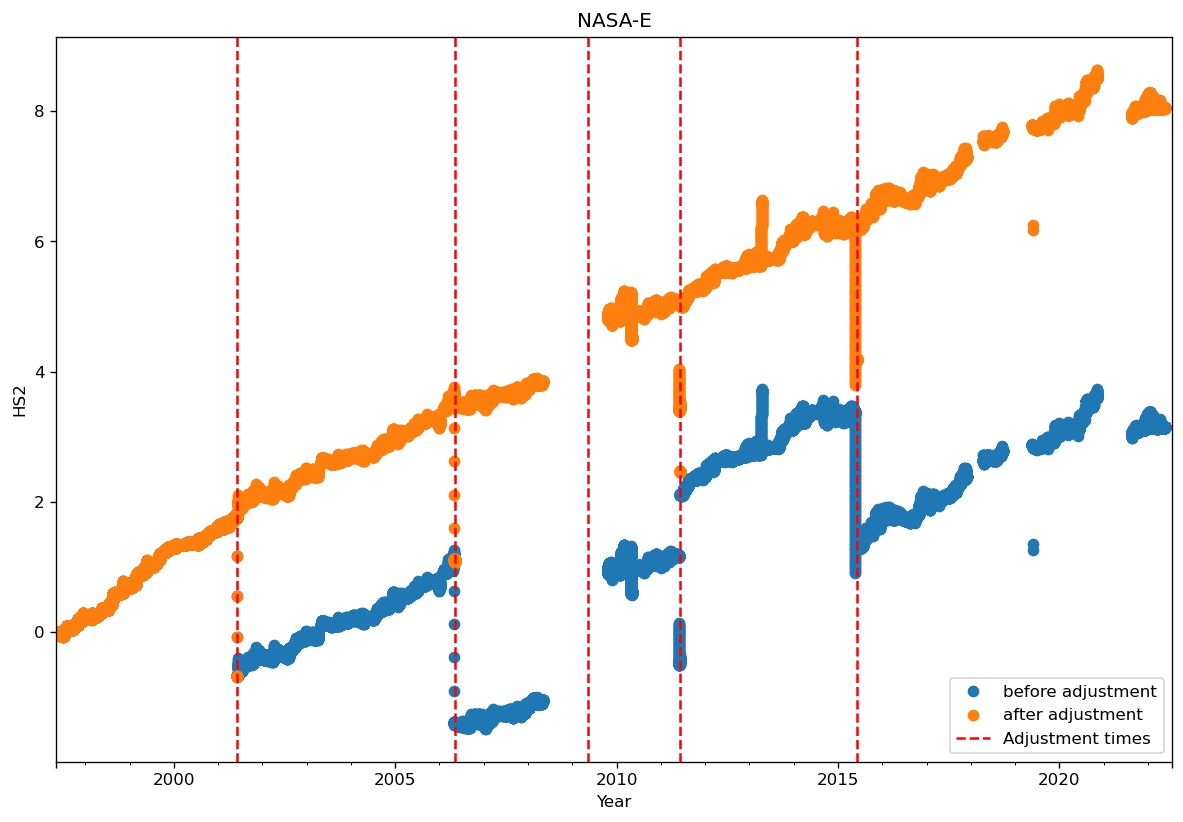 NASA-E
HS2
8
6
4
2
0
2000 2005 2010 2015 2020
Year
before adjustment
after adjustment
Adjustment times